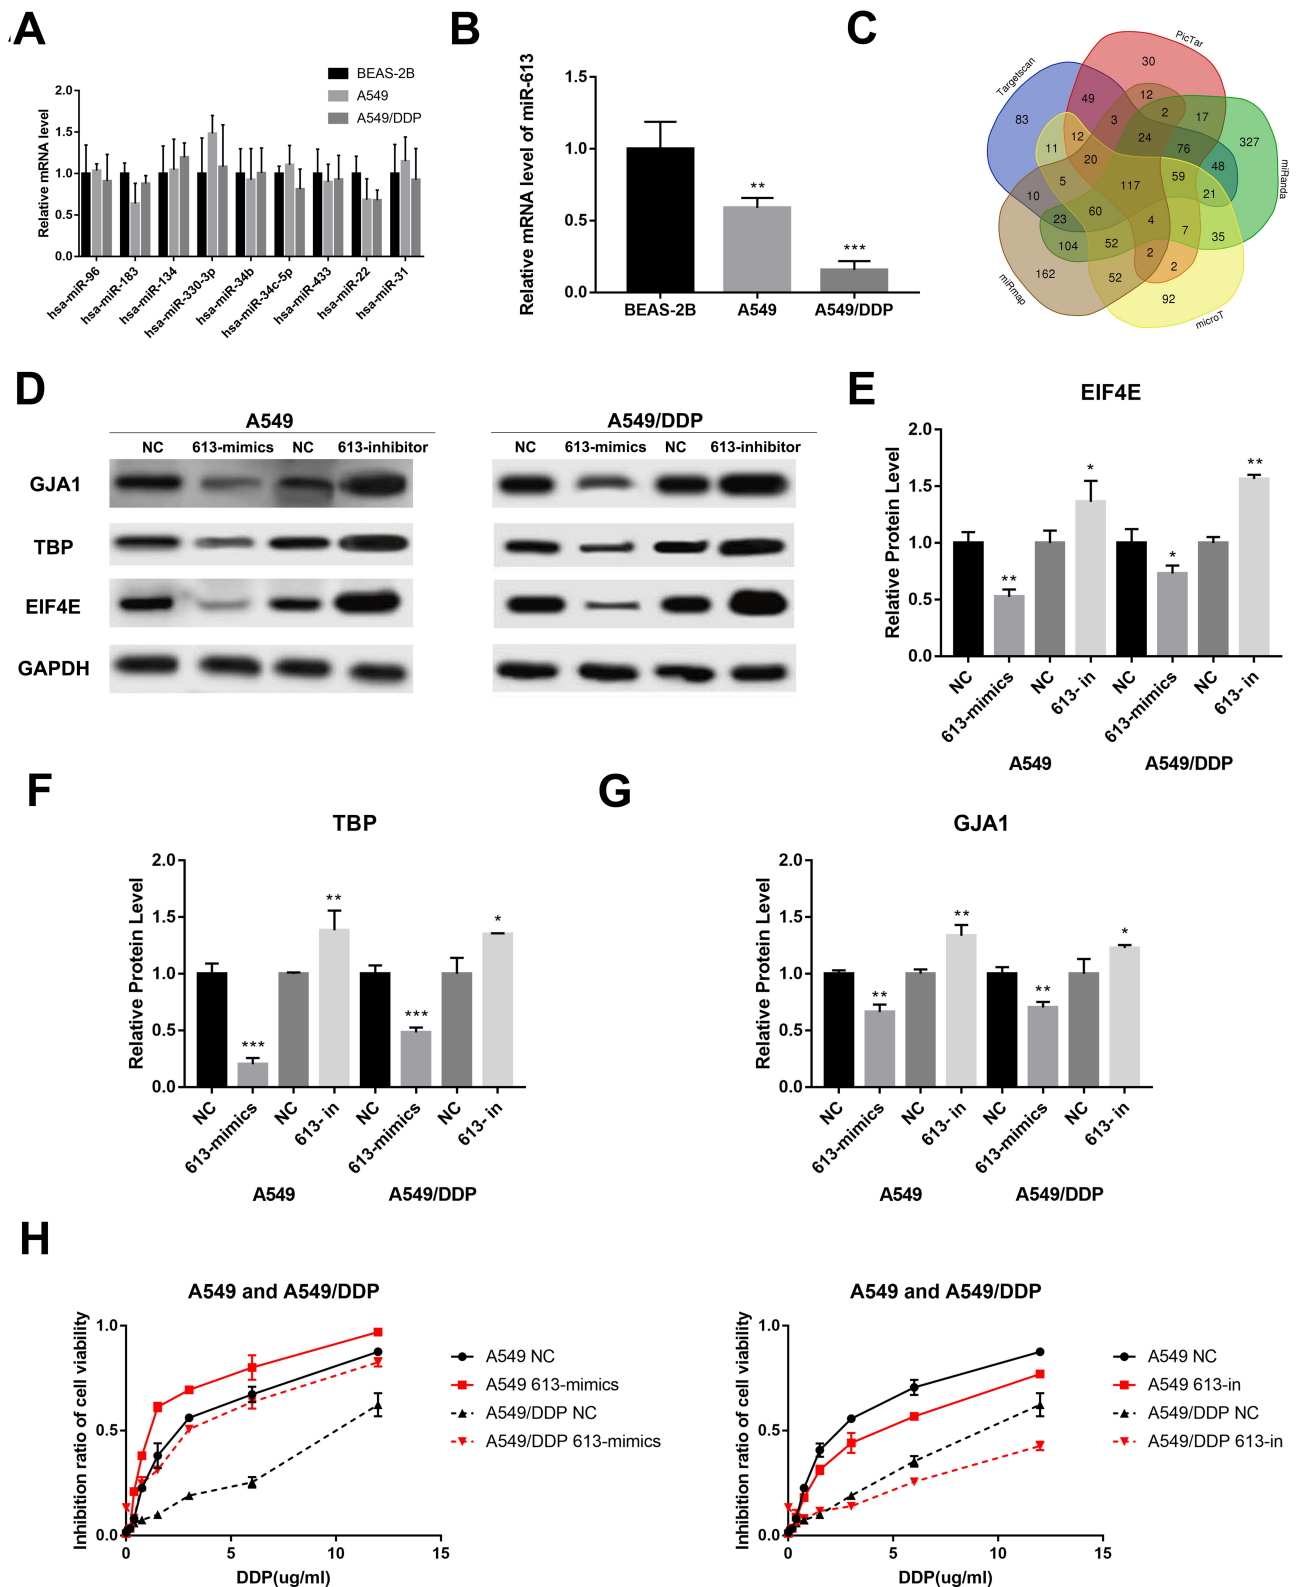 A
BEAS-2B
A549
A549/DDP
Relative mRNA level
2.0
1.5
1.0
0.5
0.0
hsa-miR-96
hsa-miR-183
hsa-miR-134
hsa-miR-330-3p
hsa-miR-34b
hsa-miR-34c-5p
hsa-miR-433
hsa-miR-22
hsa-miR-31
B
Relative mRNA level of miR-613
1.5
1.0
0.5
0.0
**
***
BEAS-2B A549 A549/DDP
C
Targetscan
PicTar
miRanda
microT
miRmap
30
83
49
12
2
17
327
3
11
12
24
76
20
48
59
5
117
21
10
60
4
23
7
35
104
52
2
2
162
52
92
D
A549
NC 613-mimics NC 613-inhibitor
A549/DDP
NC 613-mimics NC 613-inhibitor
GJA1
TBP
EIF4E
GAPDH
E
EIF4E
Relative Protein Level
2.0
1.5
1.0
0.5
0.0
**
*
*
**
NC
613-mimics
NC
613- in
NC
613-mimics
NC
613- in
A549 A549/DDP
F
TBP
Relative Protein Level
2.0
1.5
1.0
0.5
0.0
***
**
***
*
NC
613-mimics
NC
613- in
NC
613-mimics
NC
613- in
A549 A549/DDP
G
GJA1
Relative Protein Level
2.0
1.5
1.0
0.5
0.0
**
**
**
*
NC
613-mimics
NC
613- in
NC
613-mimics
NC
613- in
A549 A549/DDP
H
A549 and A549/DDP
Inhibition ratio of cell viability
1.0
0.5
0.0
0 5 10 15
DDP(ug/ml)
A549 NC
A549 613-mimics
A549/DDP NC
A549/DDP 613-mimics
A549 and A549/DDP
Inhibition ratio of cell viability
1.0
0.5
0.0
0 5 10 15
DDP(ug/ml)
A549 NC
A549 613-in
A549/DDP NC
A549/DDP 613-in